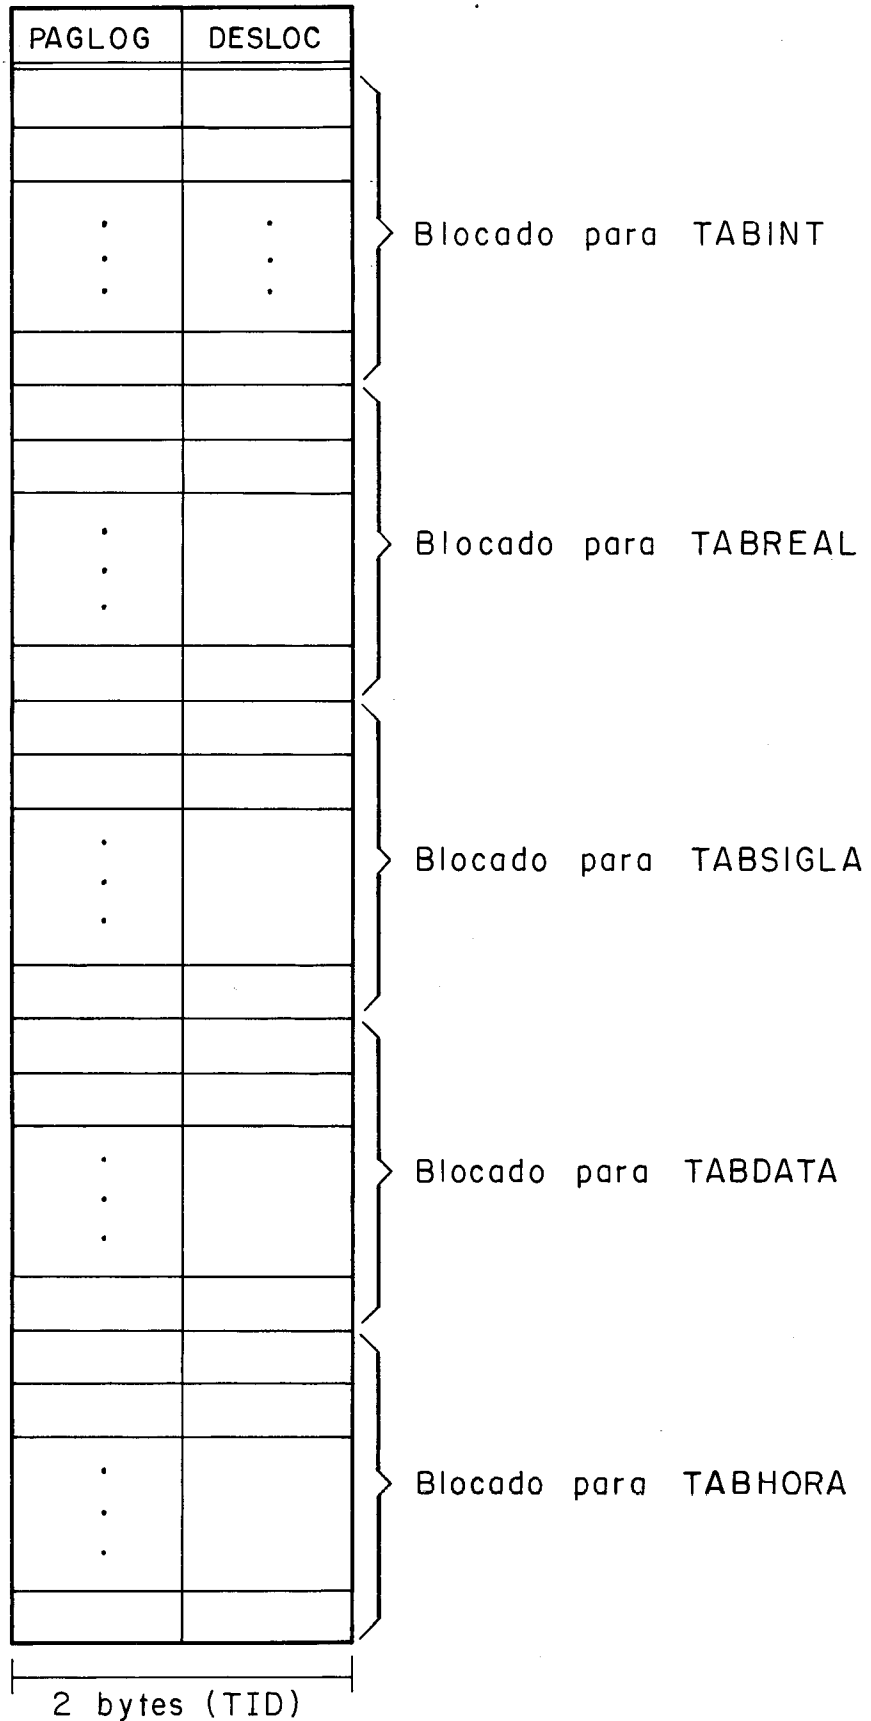 PAGLOG DESLOC
Blocado para TABINT
Blocado para TABREAL
Blocado para TABSIGLA
Blocado para TABDATA
Blocado para TABHORA
2 bytes (TID)